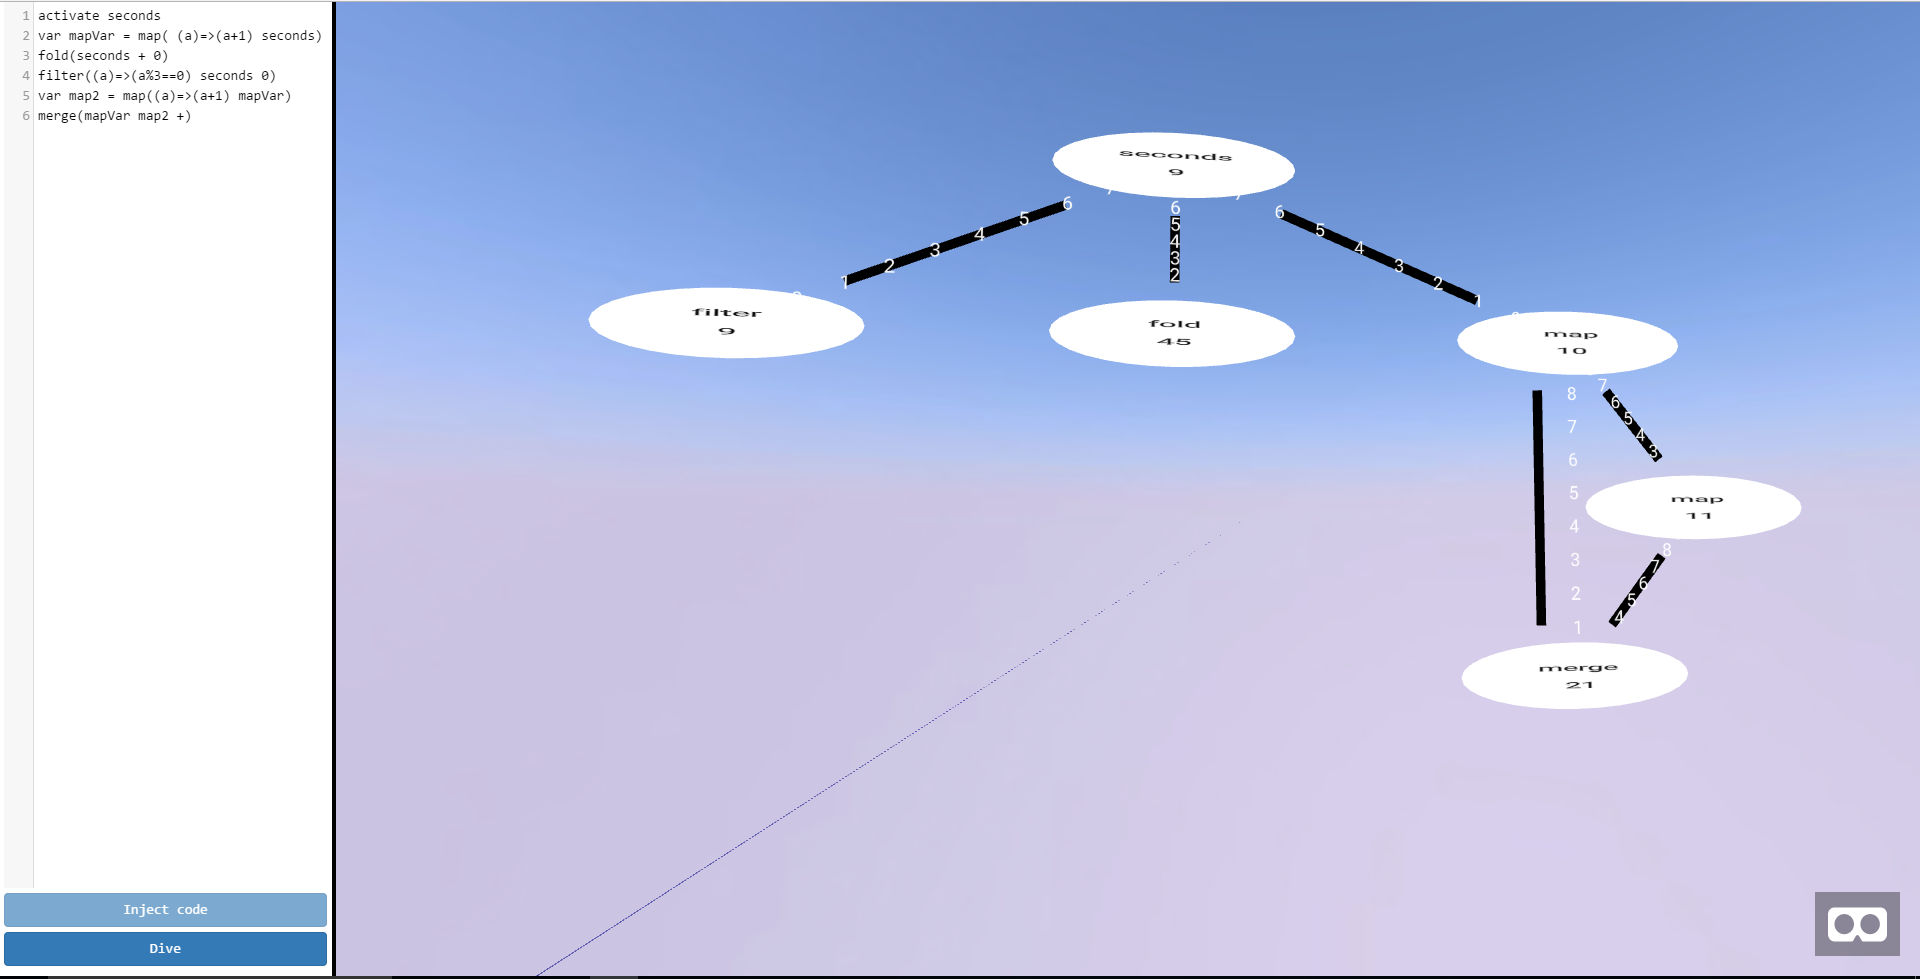 1 activate seconds
2 var mapVar = map( (a)=>(a+1) seconds)
3 fold(seconds + 0)
4 filter((a)=>(a%3==0) seconds 0)
5 var map2 = map((a)=>(a+1) mapVar)
6 merge(mapVar map2 +)
Inject code
Dive
seconds
9
6
5
4
3
2
1
6
5
4
3
2
6
5
4
3
2
1
filter
9
fold
45
map
10
8
7
6
5
4
3
2
1
7
6
5
4
3
map
11
8
7
6
5
4
merge
21